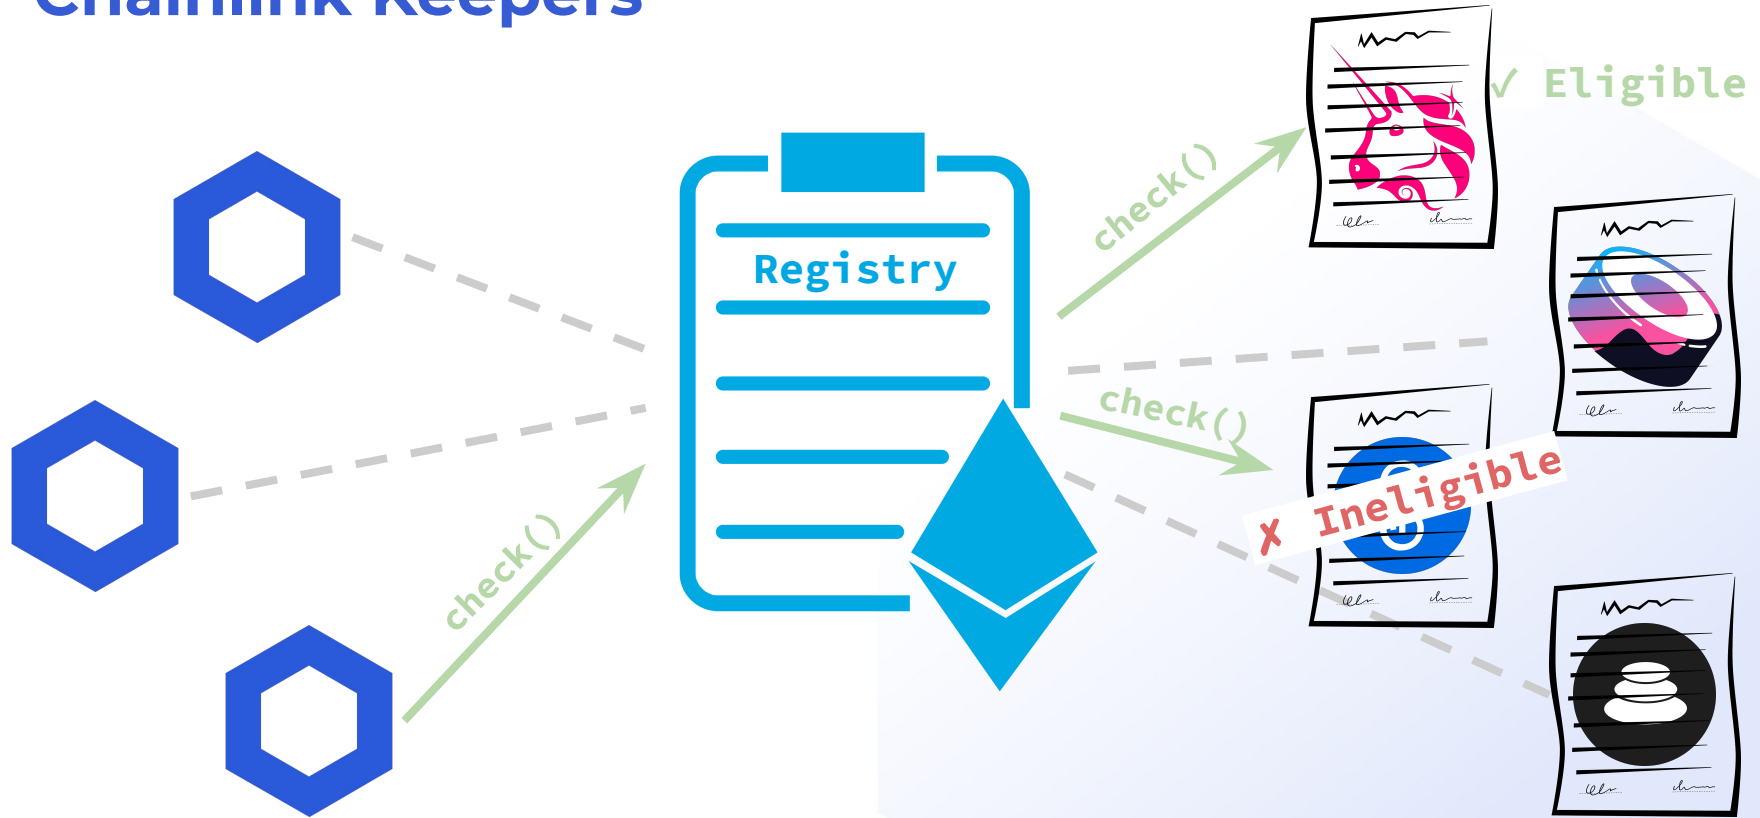 Chainlink Keepers
✓ Eligible
check()
Registry
check()
✗ Ineligible
check()